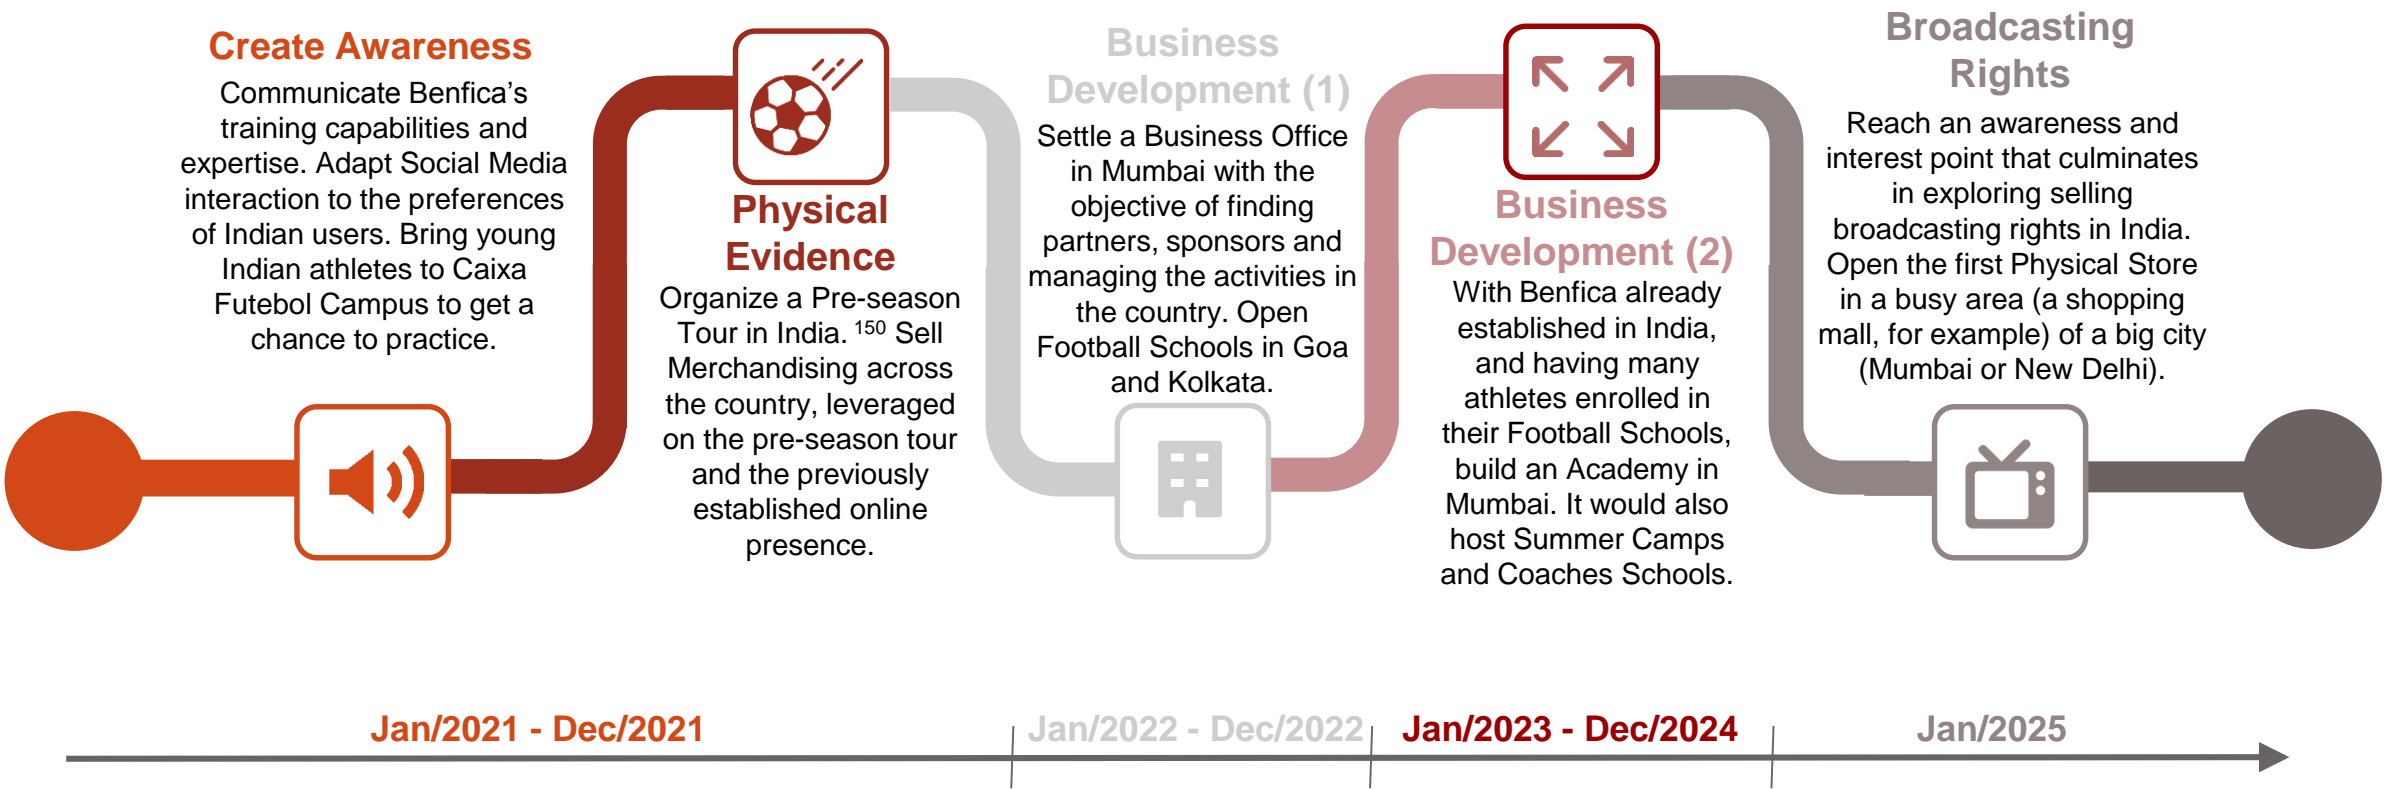 Create Awareness
Communicate Benfica's
training capabilities and
expertise. Adapt Social Media
interaction to the preferences
of Indian users. Bring young
Indian athletes to Caixa
Futebol Campus to get a
chance to practice.
Physical
Evidence
Organize a Pre-season
Tour in India. 150 Sell
Merchandising across
the country, leveraged
on the pre-season tour
and the previously
established online
presence.
Business
Development (1)
Settle a Business Office
in Mumbai with the
objective of finding
partners, sponsors and
managing the activities in
the country. Open
Football Schools in Goa
and Kolkata.
Business
Development (2)
With Benfica already
established in India,
and having many
athletes enrolled in
their Football Schools,
build an Academy in
Mumbai. It would also
host Summer Camps
and Coaches Schools.
Broadcasting
Rights
Reach an awareness and
interest point that culminates
in exploring selling
broadcasting rights in India.
Open the first Physical Store
in a busy area (a shopping
mall, for example) of a big city
(Mumbai or New Delhi).
Jan/2021 - Dec/2021
Jan/2022 - Dec/2022
Jan/2023 - Dec/2024
Jan/2025